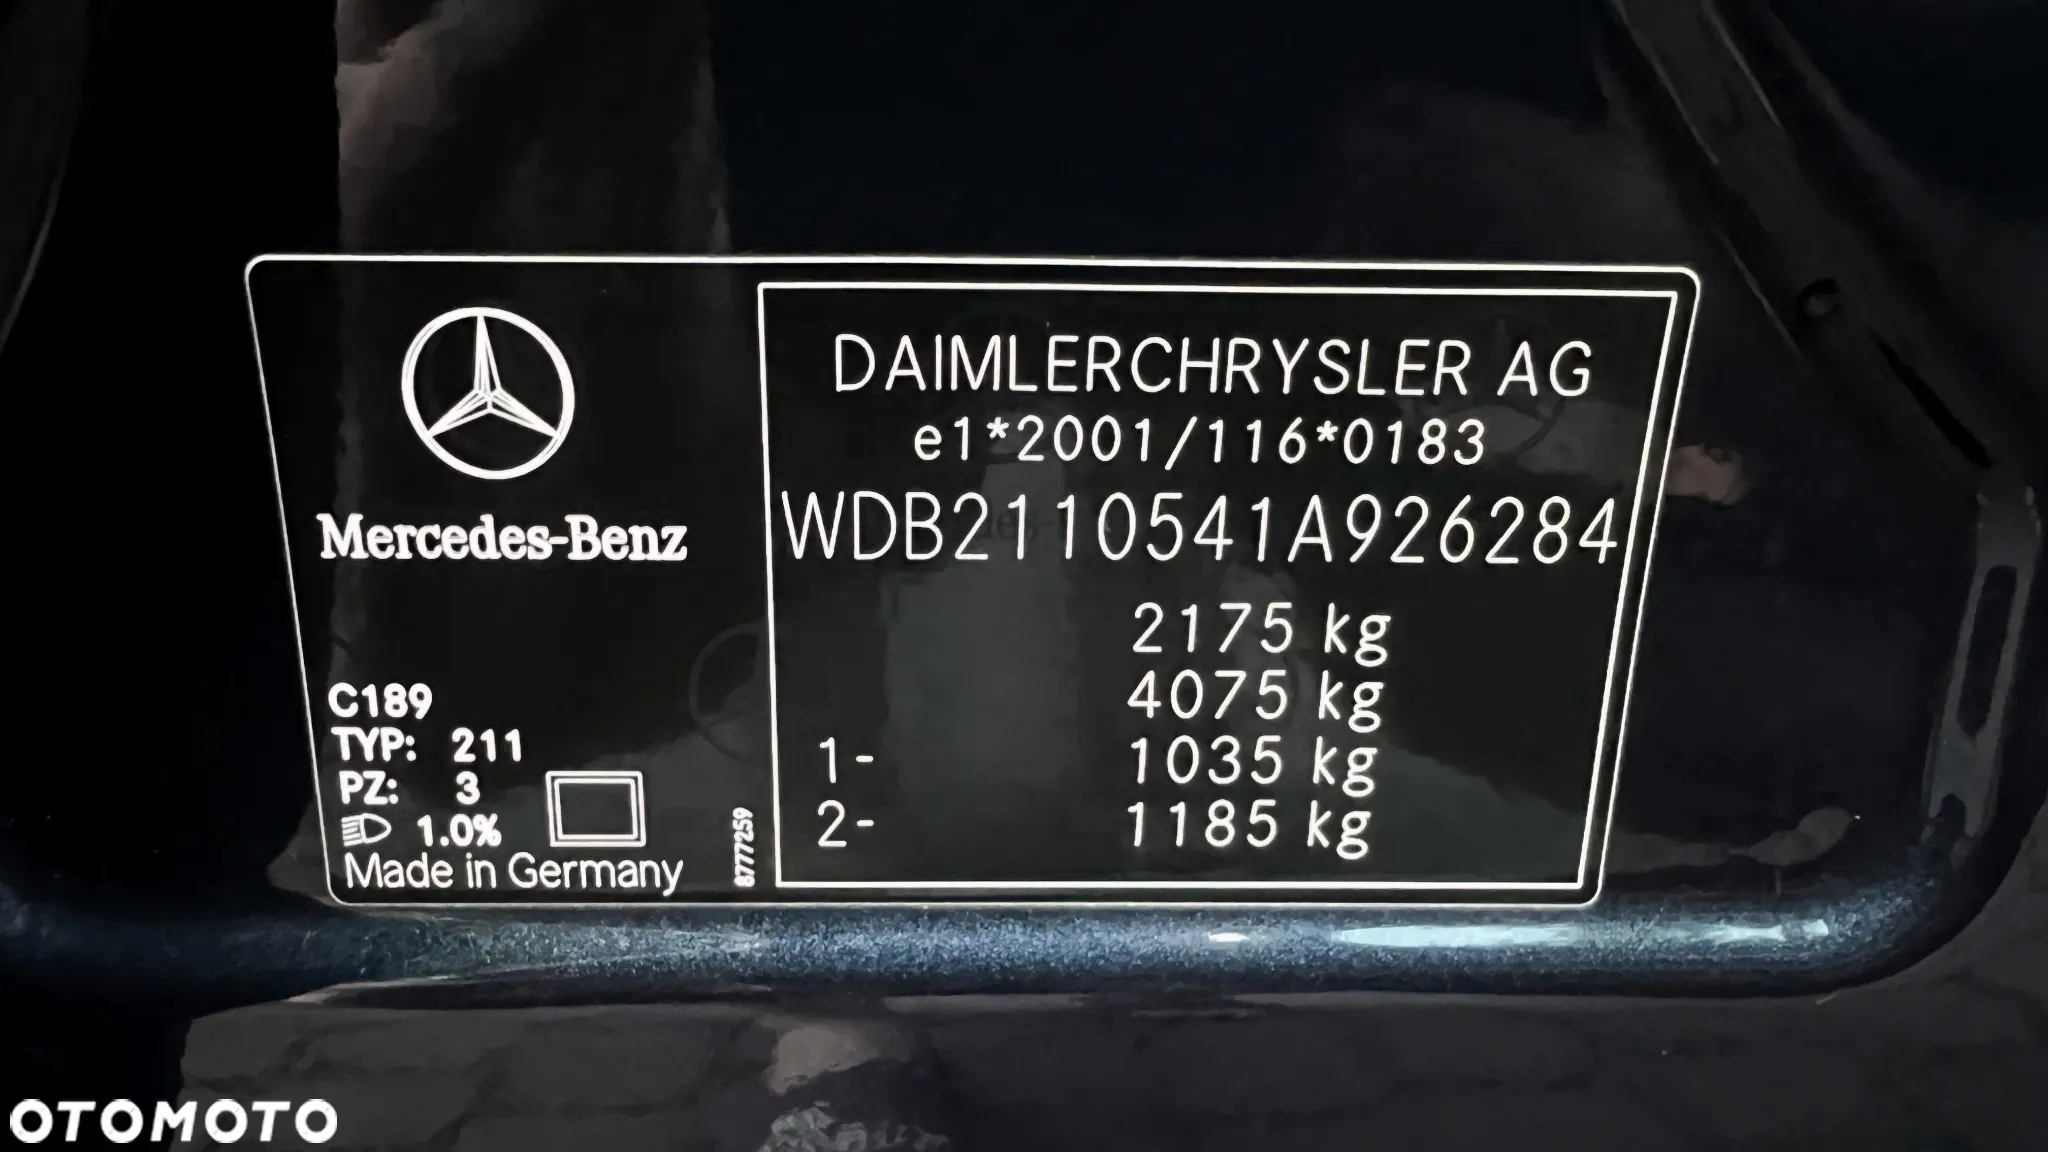 DAIMLERCHRYSLER AG
e1*2001/116*0183
WDB2110541A926284
Mercedes-Benz
2175 kg
4075 kg
1- 1035 kg
2- 1185 kg
C189
TYP: 211
PZ: 3
1.0%
Made in Germany
8777259
OTOMOTO